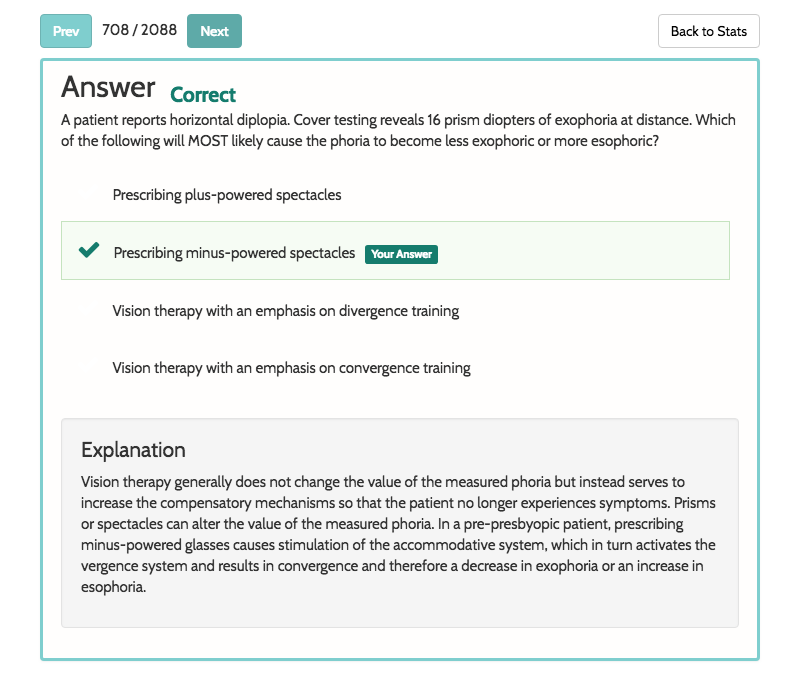 Prev 708 / 2088 Next Back to Stats
Answer Correct
A patient reports horizontal diplopia. Cover testing reveals 16 prism diopters of exophoria at distance. Which
of the following will MOST likely cause the phoria to become less exophoric or more esophoric?
Prescribing plus-powered spectacles
Prescribing minus-powered spectacles Your Answer
Vision therapy with an emphasis on divergence training
Vision therapy with an emphasis on convergence training
Explanation
Vision therapy generally does not change the value of the measured phoria but instead serves to
increase the compensatory mechanisms so that the patient no longer experiences symptoms. Prisms
or spectacles can alter the value of the measured phoria. In a pre-presbyopic patient, prescribing
minus-powered glasses causes stimulation of the accommodative system, which in turn activates the
vergence system and results in convergence and therefore a decrease in exophoria or an increase in
esophoria.